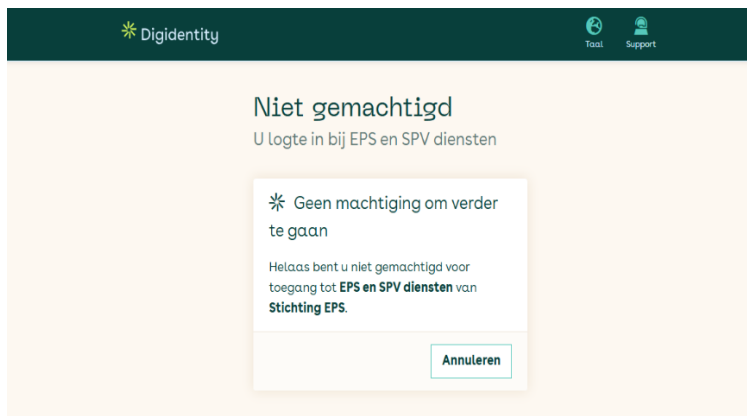 Digidentity
Taal
Support
Niet gemachtigd
U logte in bij EPS en SPV diensten
Geen machtiging om verder
te gaan
Helaas bent u niet gemachtigd voor
toegang tot EPS en SPV diensten van
Stichting EPS.
Annuleren